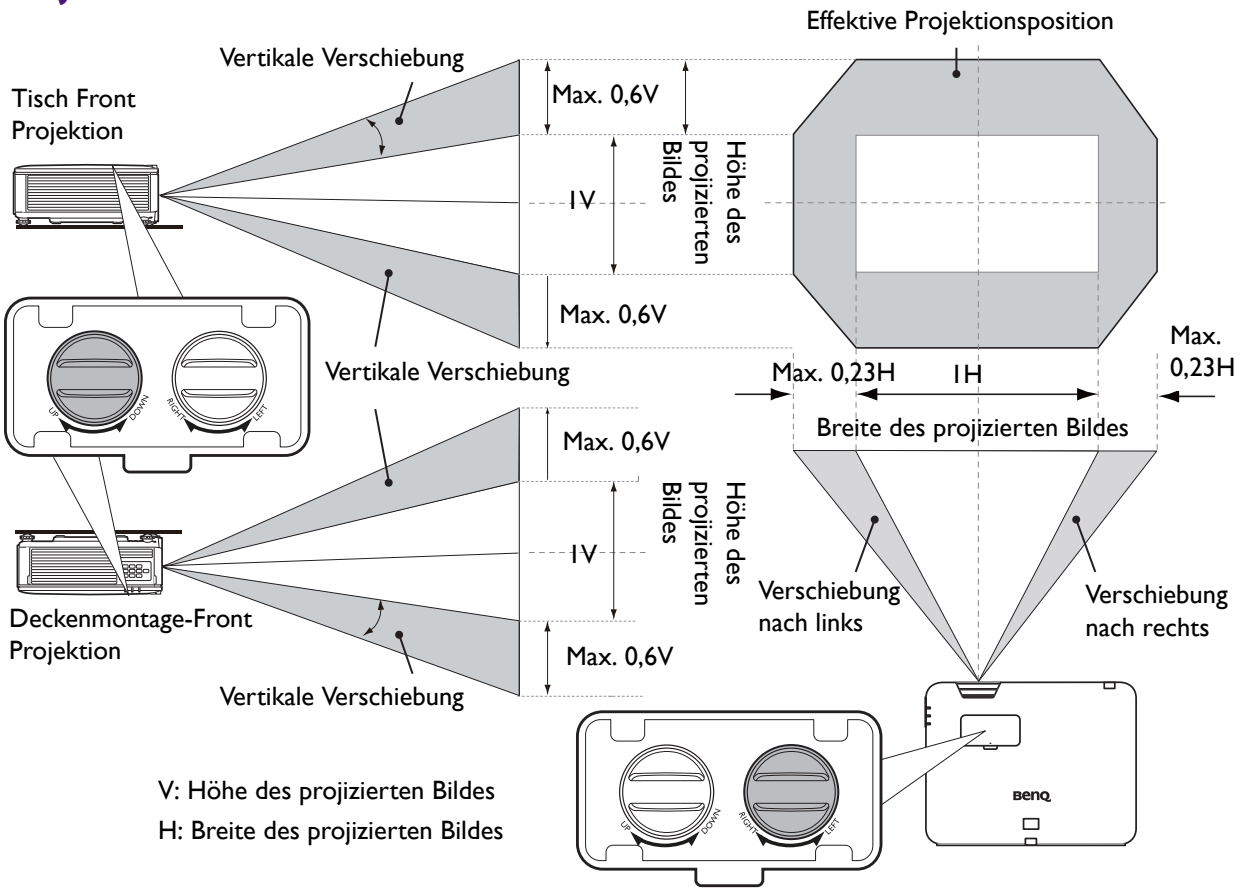 Effektive Projektionsposition
Vertikale Verschiebung
Max. 0,6V
Tisch Front
Projektion
Höhe des
projizierten
Bildes
1V
Max. 0,6V
Vertikale Verschiebung
UP
DOWN
RIGHT
LEFT
Max. 0,23H
1H
Max.
0,23H
Breite des projizierten Bildes
Max. 0,6V
Höhe des
projizierten
Bildes
1V
Verschiebung
nach links
Verschiebung
nach rechts
Deckenmontage-Front
Projektion
Max. 0,6V
Vertikale Verschiebung
UP
DOWN
RIGHT
LEFT
BenQ
V: Höhe des projizierten Bildes
H: Breite des projizierten Bildes